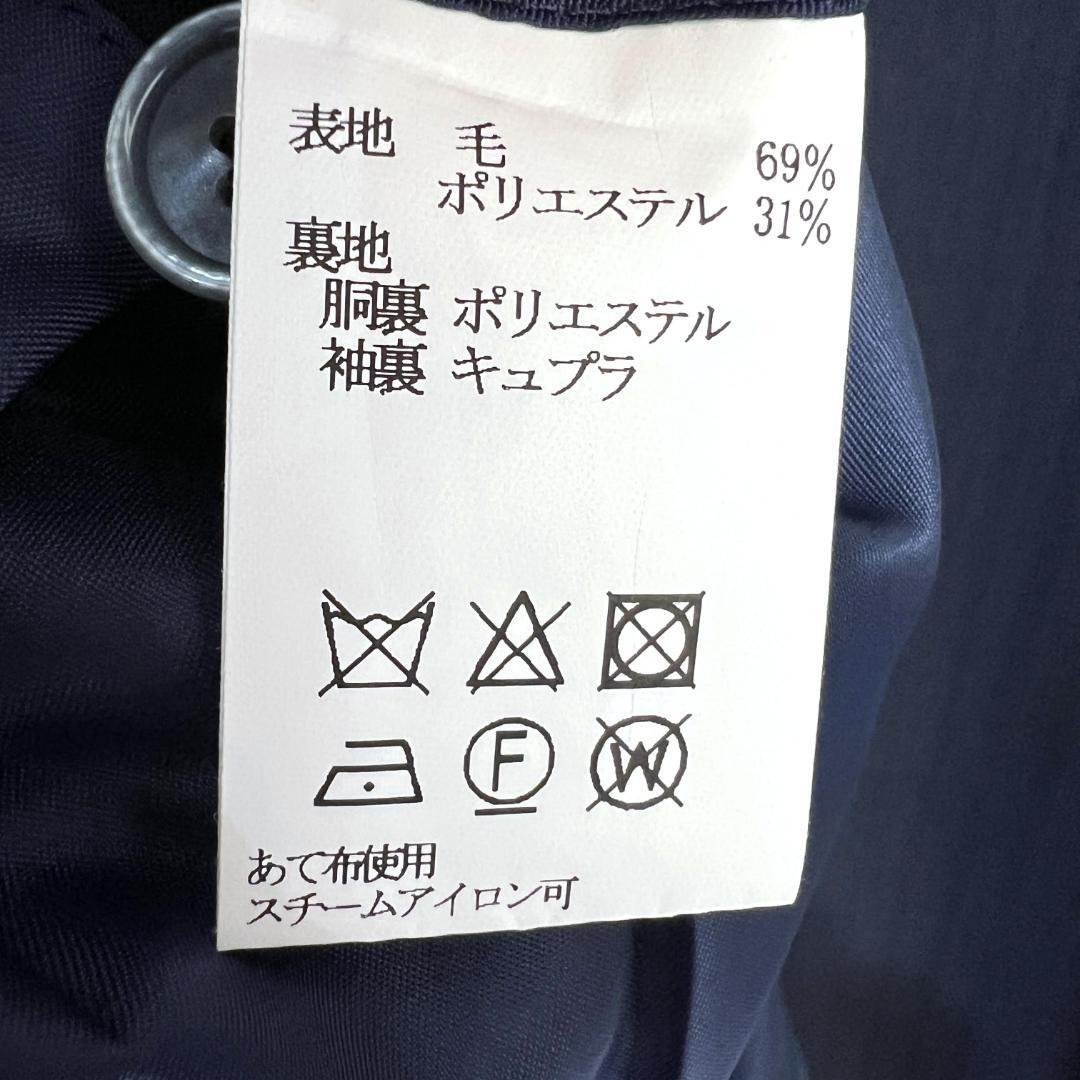 表地 毛 69%
ポリエステル 31%
裏地
胴裏 ポリエステル
袖裏 キュプラ
F W
あて布使用
スチームアイロン可